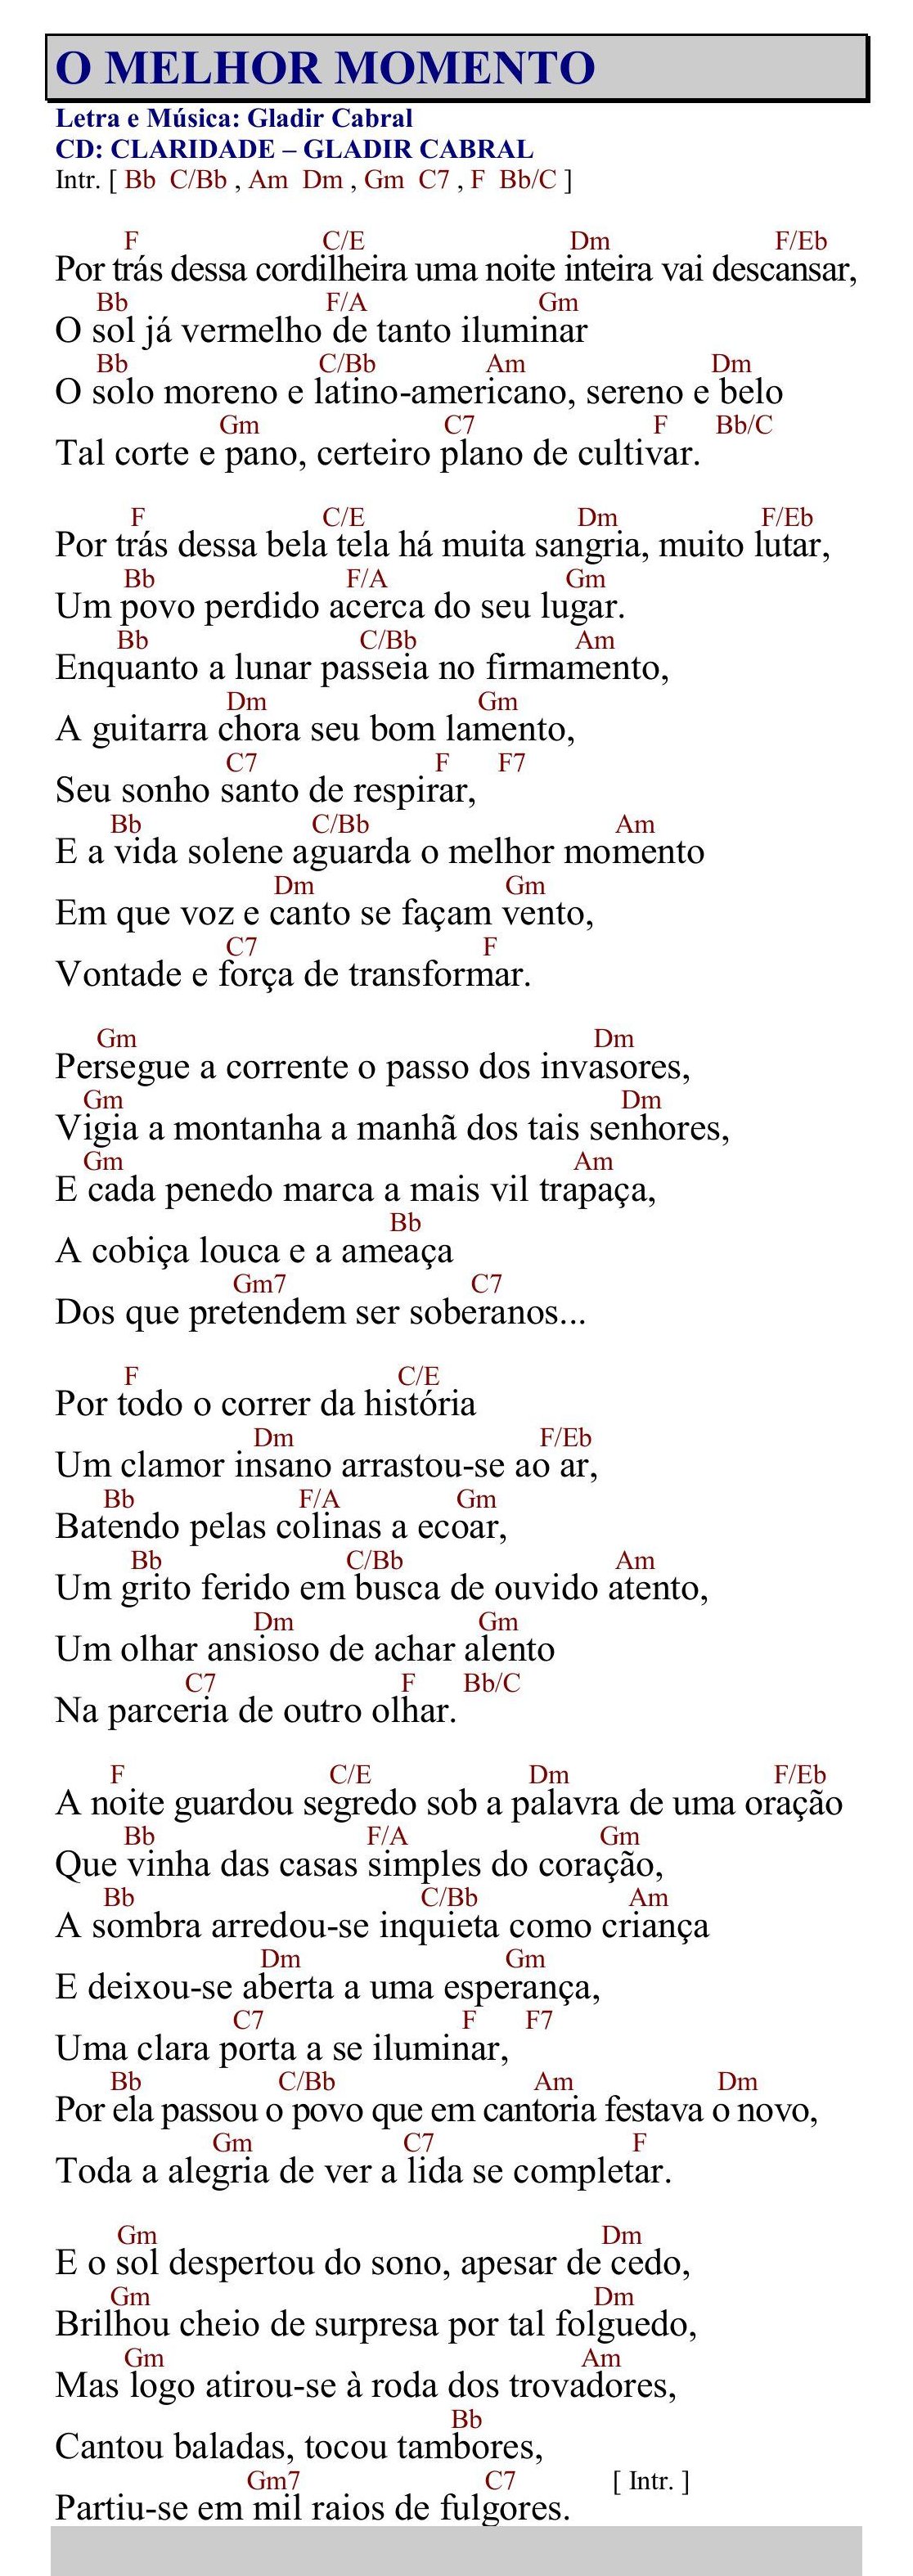 O MELHOR MOMENTO
Letra e Música: Gladir Cabral
CD: CLARIDADE – GLADIR CABRAL
Intr. [ Bb C/Bb , Am Dm , Gm C7 , F Bb/C ]
F C/E Dm F/Eb
Por trás dessa cordilheira uma noite inteira vai descansar,
Bb F/A Gm
O sol já vermelho de tanto iluminar
Bb C/Bb Am Dm
O solo moreno e latino-americano, sereno e belo
Gm C7 F Bb/C
Tal corte e pano, certeiro plano de cultivar.
F C/E Dm F/Eb
Por trás dessa bela tela há muita sangria, muito lutar,
Bb F/A Gm
Um povo perdido acerca do seu lugar.
Bb C/Bb Am
Enquanto a lunar passeia no firmamento,
Dm Gm
A guitarra chora seu bom lamento,
C7 F F7
Seu sonho santo de respirar,
Bb C/Bb Am
E a vida solene aguarda o melhor momento
Dm Gm
Em que voz e canto se façam vento,
C7 F
Vontade e força de transformar.
Gm Dm
Persegue a corrente o passo dos invasores,
Gm Dm
Vigia a montanha a manhã dos tais senhores,
Gm Am
E cada penedo marca a mais vil trapaça,
Bb
A cobiça louca e a ameaça
Gm7 C7
Dos que pretendem ser soberanos...
F C/E
Por todo o correr da história
Dm F/Eb
Um clamor insano arrastou-se ao ar,
Bb F/A Gm
Batendo pelas colinas a ecoar,
Bb C/Bb Am
Um grito ferido em busca de ouvido atento,
Dm Gm
Um olhar ansioso de achar alento
C7 F Bb/C
Na parceria de outro olhar.
F C/E Dm F/Eb
A noite guardou segredo sob a palavra de uma oração
Bb F/A Gm
Que vinha das casas simples do coração,
Bb C/Bb Am
A sombra arredou-se inquieta como criança
Dm Gm
E deixou-se aberta a uma esperança,
C7 F F7
Uma clara porta a se iluminar,
Bb C/Bb Am Dm
Por ela passou o povo que em cantoria festava o novo,
Gm C7 F
Toda a alegria de ver a lida se completar.
Gm Dm
E o sol despertou do sono, apesar de cedo,
Gm Dm
Brilhou cheio de surpresa por tal folguedo,
Gm Am
Mas logo atirou-se à roda dos trovadores,
Bb
Cantou baladas, tocou tambores,
Gm7 C7 [ Intr. ]
Partiu-se em mil raios de fulgores.